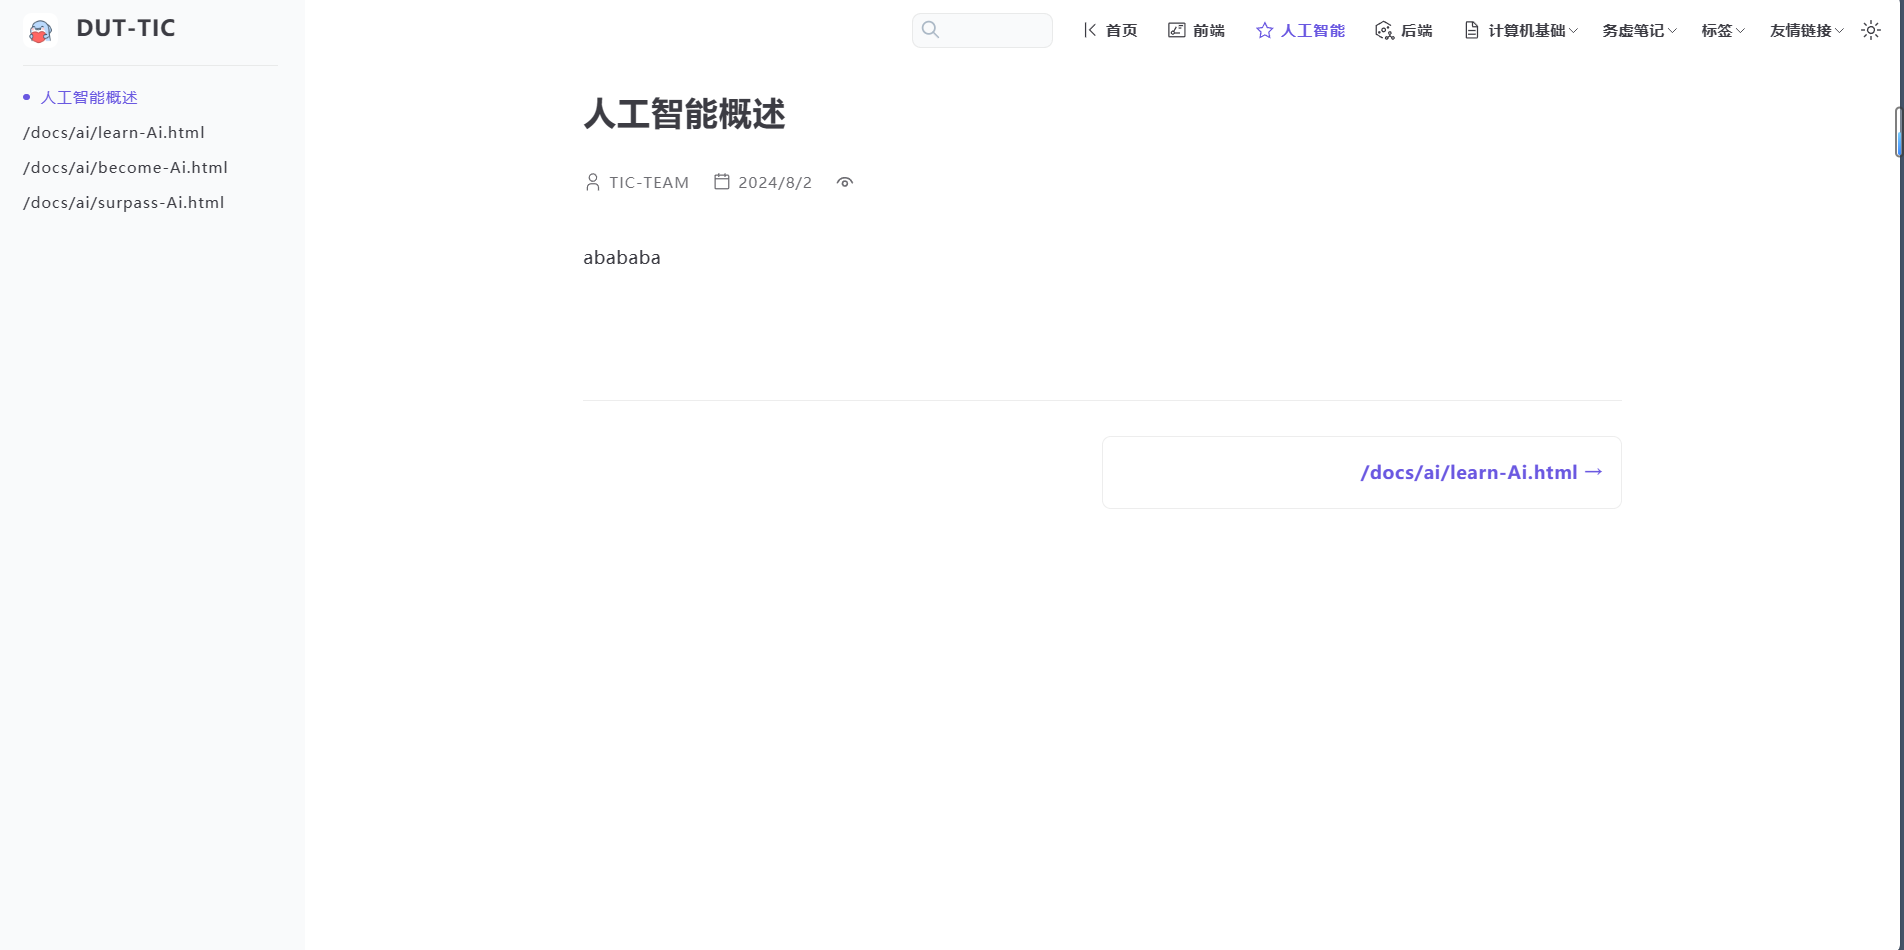 DUT-TIC
首页 前端 人工智能 后端 计算机基础 务虚笔记 标签 友情链接
人工智能概述
/docs/ai/learn-Ai.html
/docs/ai/become-Ai.html
/docs/ai/surpass-Ai.html
人工智能概述
TIC-TEAM 2024/8/2
abababa
/docs/ai/learn-Ai.html →